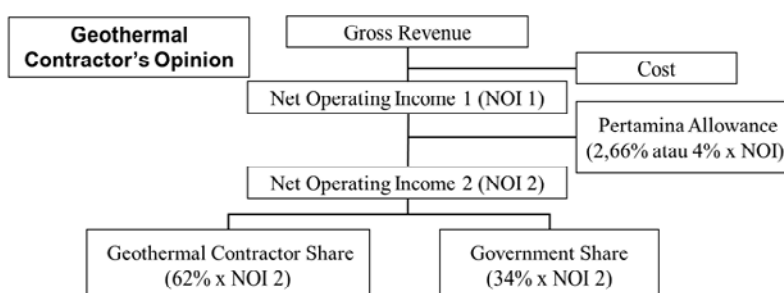 Geothermal
Contractor's Opinion
Gross Revenue
Cost
Net Operating Income 1 (NOI 1)
Pertamina Allowance
(2,66% atau 4% x NOI)
Net Operating Income 2 (NOI 2)
Geothermal Contractor Share
(62% x NOI 2)
Government Share
(34% x NOI 2)